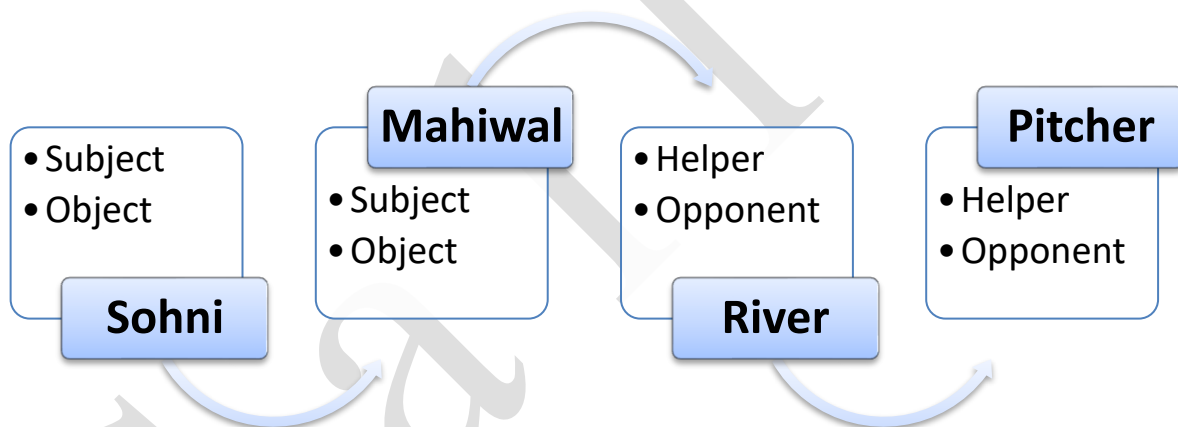 • Subject
• Object
Sohni
Mahiwal
• Subject
• Object
• Helper
• Opponent
River
Pitcher
• Helper
• Opponent